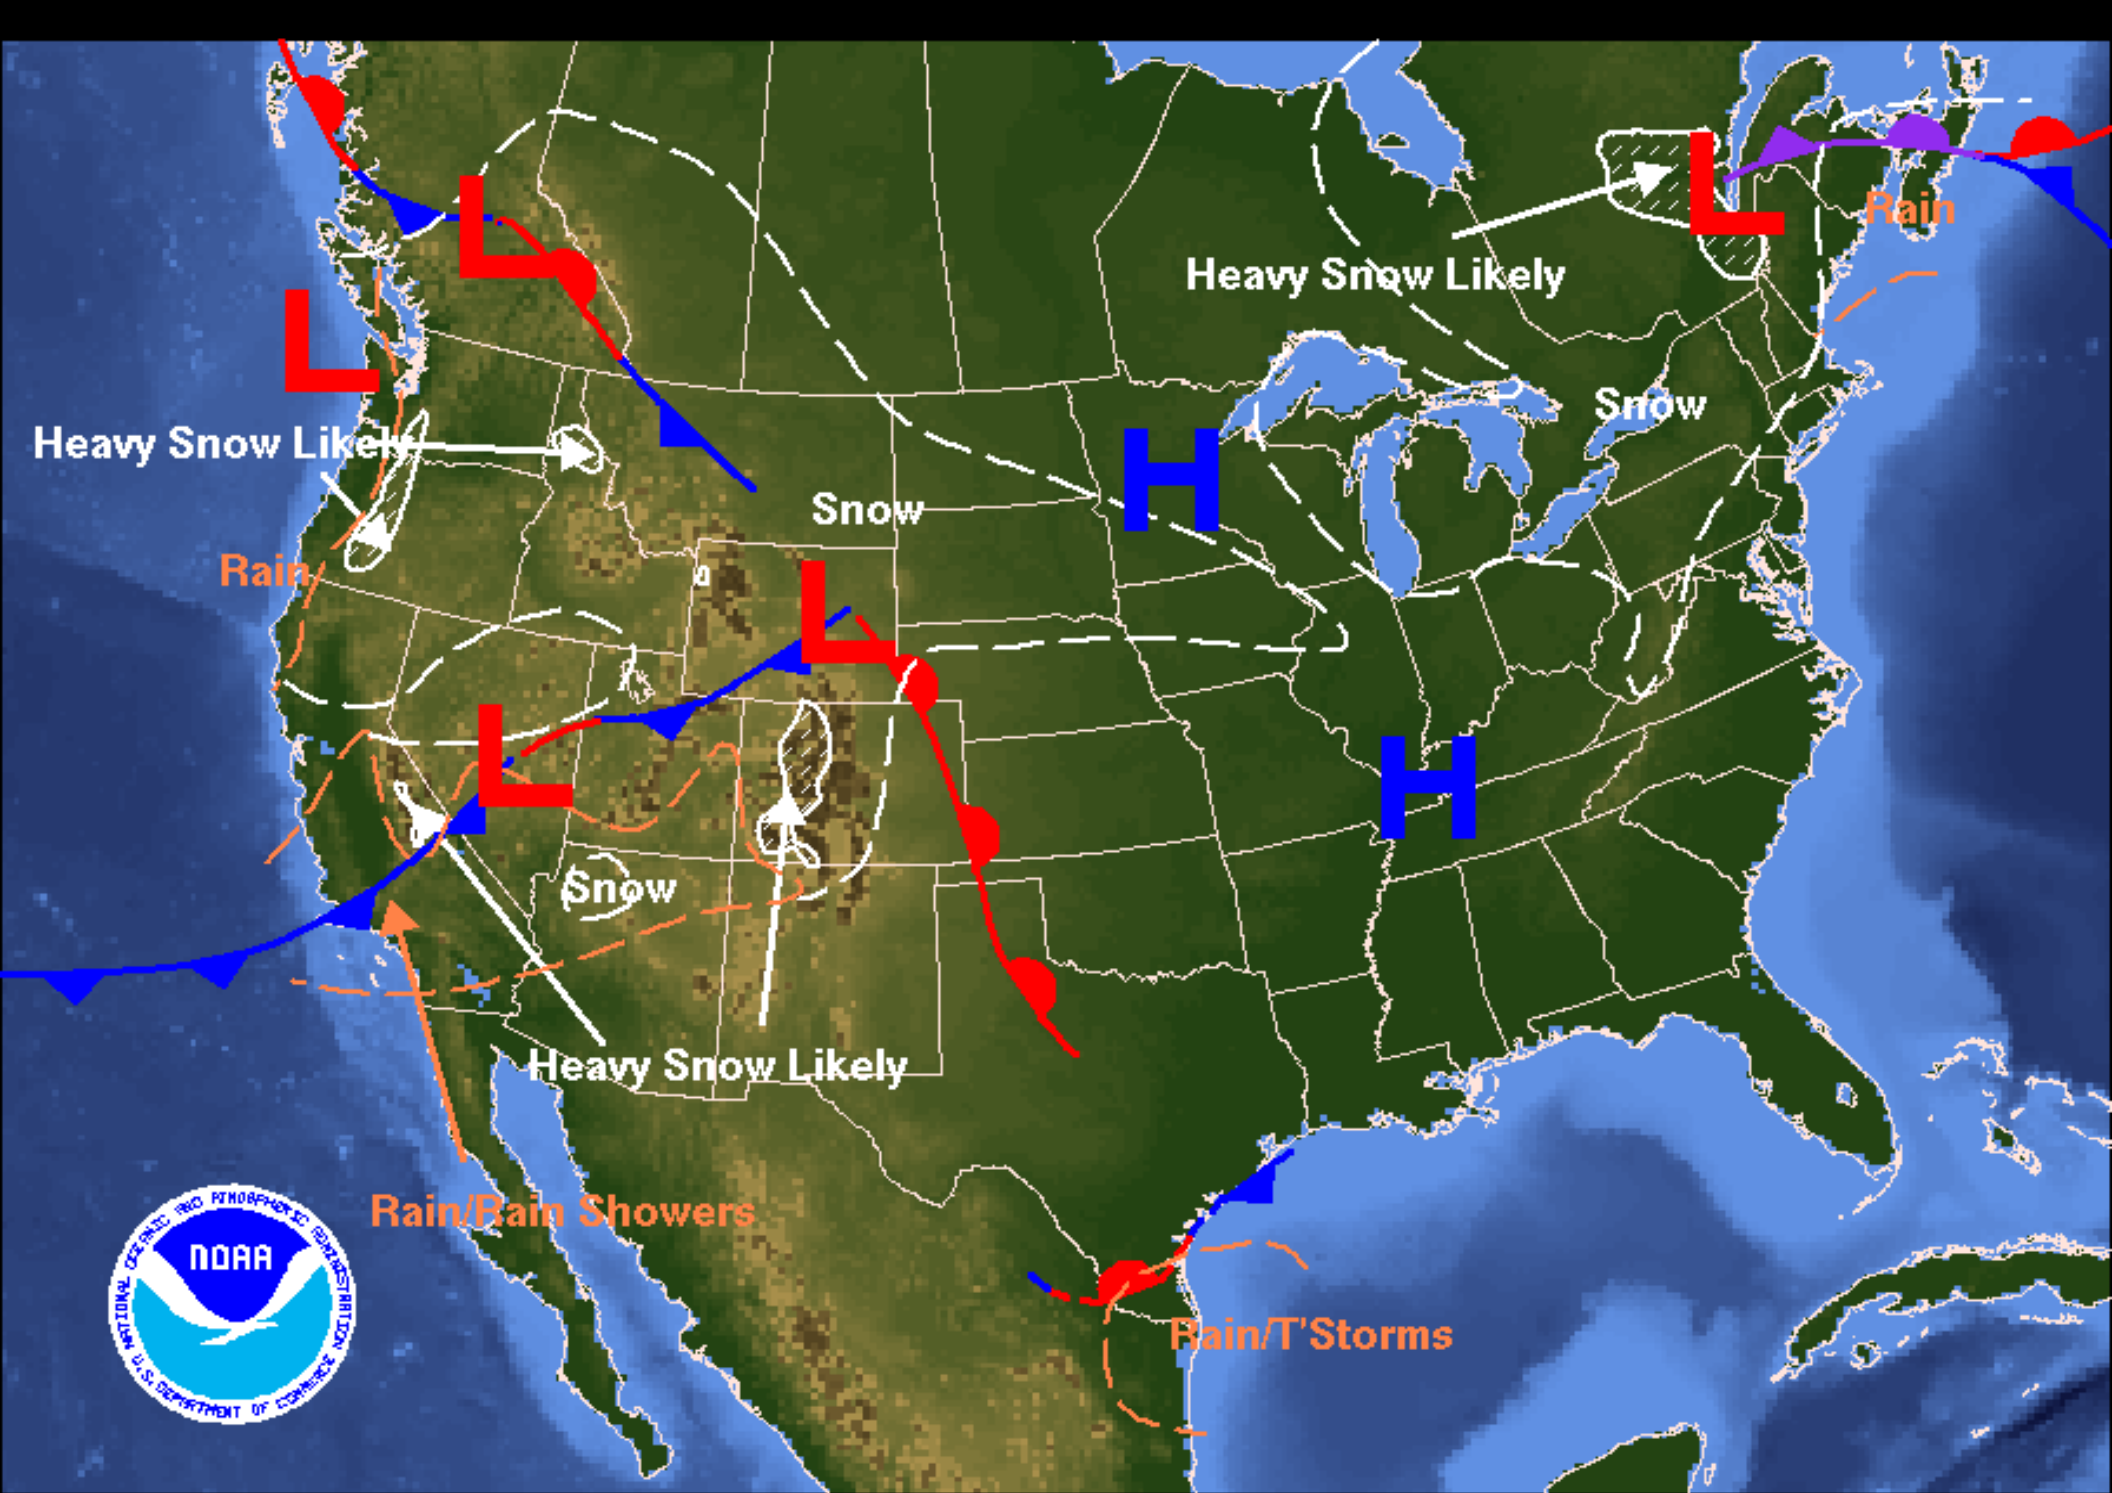 L
L
Rain
Heavy Snow Likely
L
Snow
Heavy Snow Likely
H
Snow
Rain
L
L
H
Snow
Heavy Snow Likely
Rain/Rain Showers
NATIONAL OCEANIC AND ATMOSPHERIC ADMINISTRATION
NOAA
U.S. DEPARTMENT OF COMMERCE
Rain/T'Storms